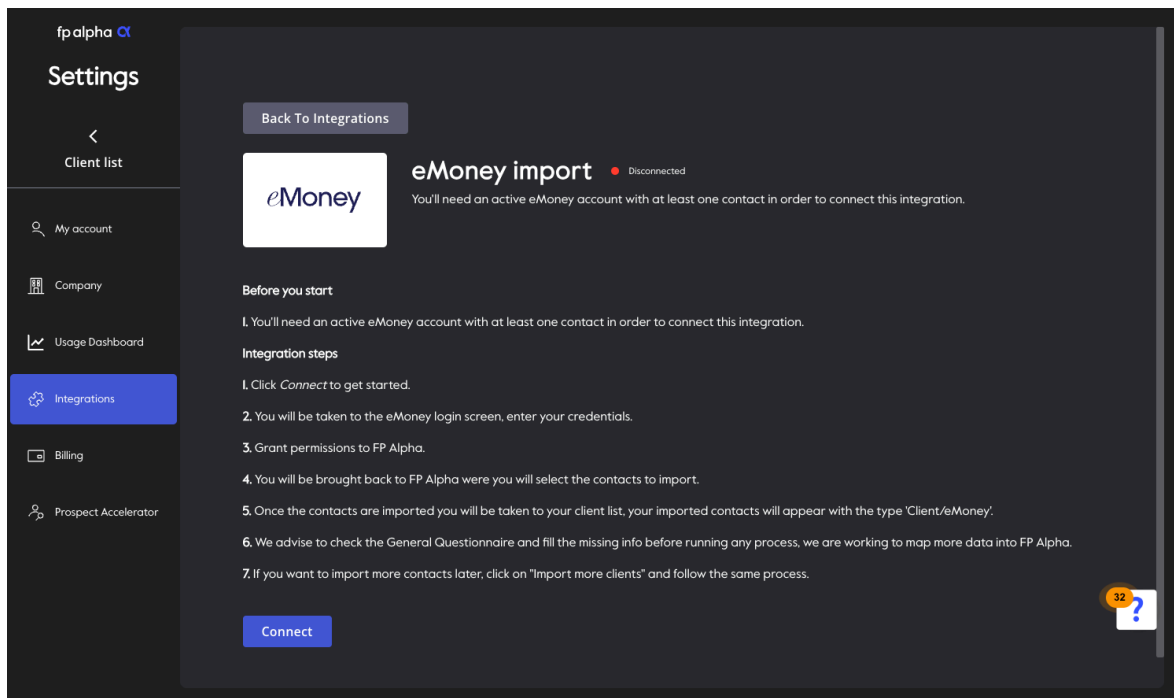 fpalpha α
Settings
Client list
My account
Company
Usage Dashboard
Integrations
Billing
Prospect Accelerator
Back To Integrations
eMoney
eMoney import
Disconnected
You'll need an active eMoney account with at least one contact in order to connect this integration.
Before you start
1. You'll need an active eMoney account with at least one contact in order to connect this integration.
Integration steps
1. Click Connect to get started.
2. You will be taken to the eMoney login screen, enter your credentials.
3. Grant permissions to FP Alpha.
4. You will be brought back to FP Alpha were you will select the contacts to import.
5. Once the contacts are imported you will be taken to your client list, your imported contacts will appear with the type 'Client/eMoney'.
6. We advise to check the General Questionnaire and fill the missing info before running any process, we are working to map more data into FP Alpha.
7. If you want to import more contacts later, click on "Import more clients" and follow the same process.
Connect
32
?